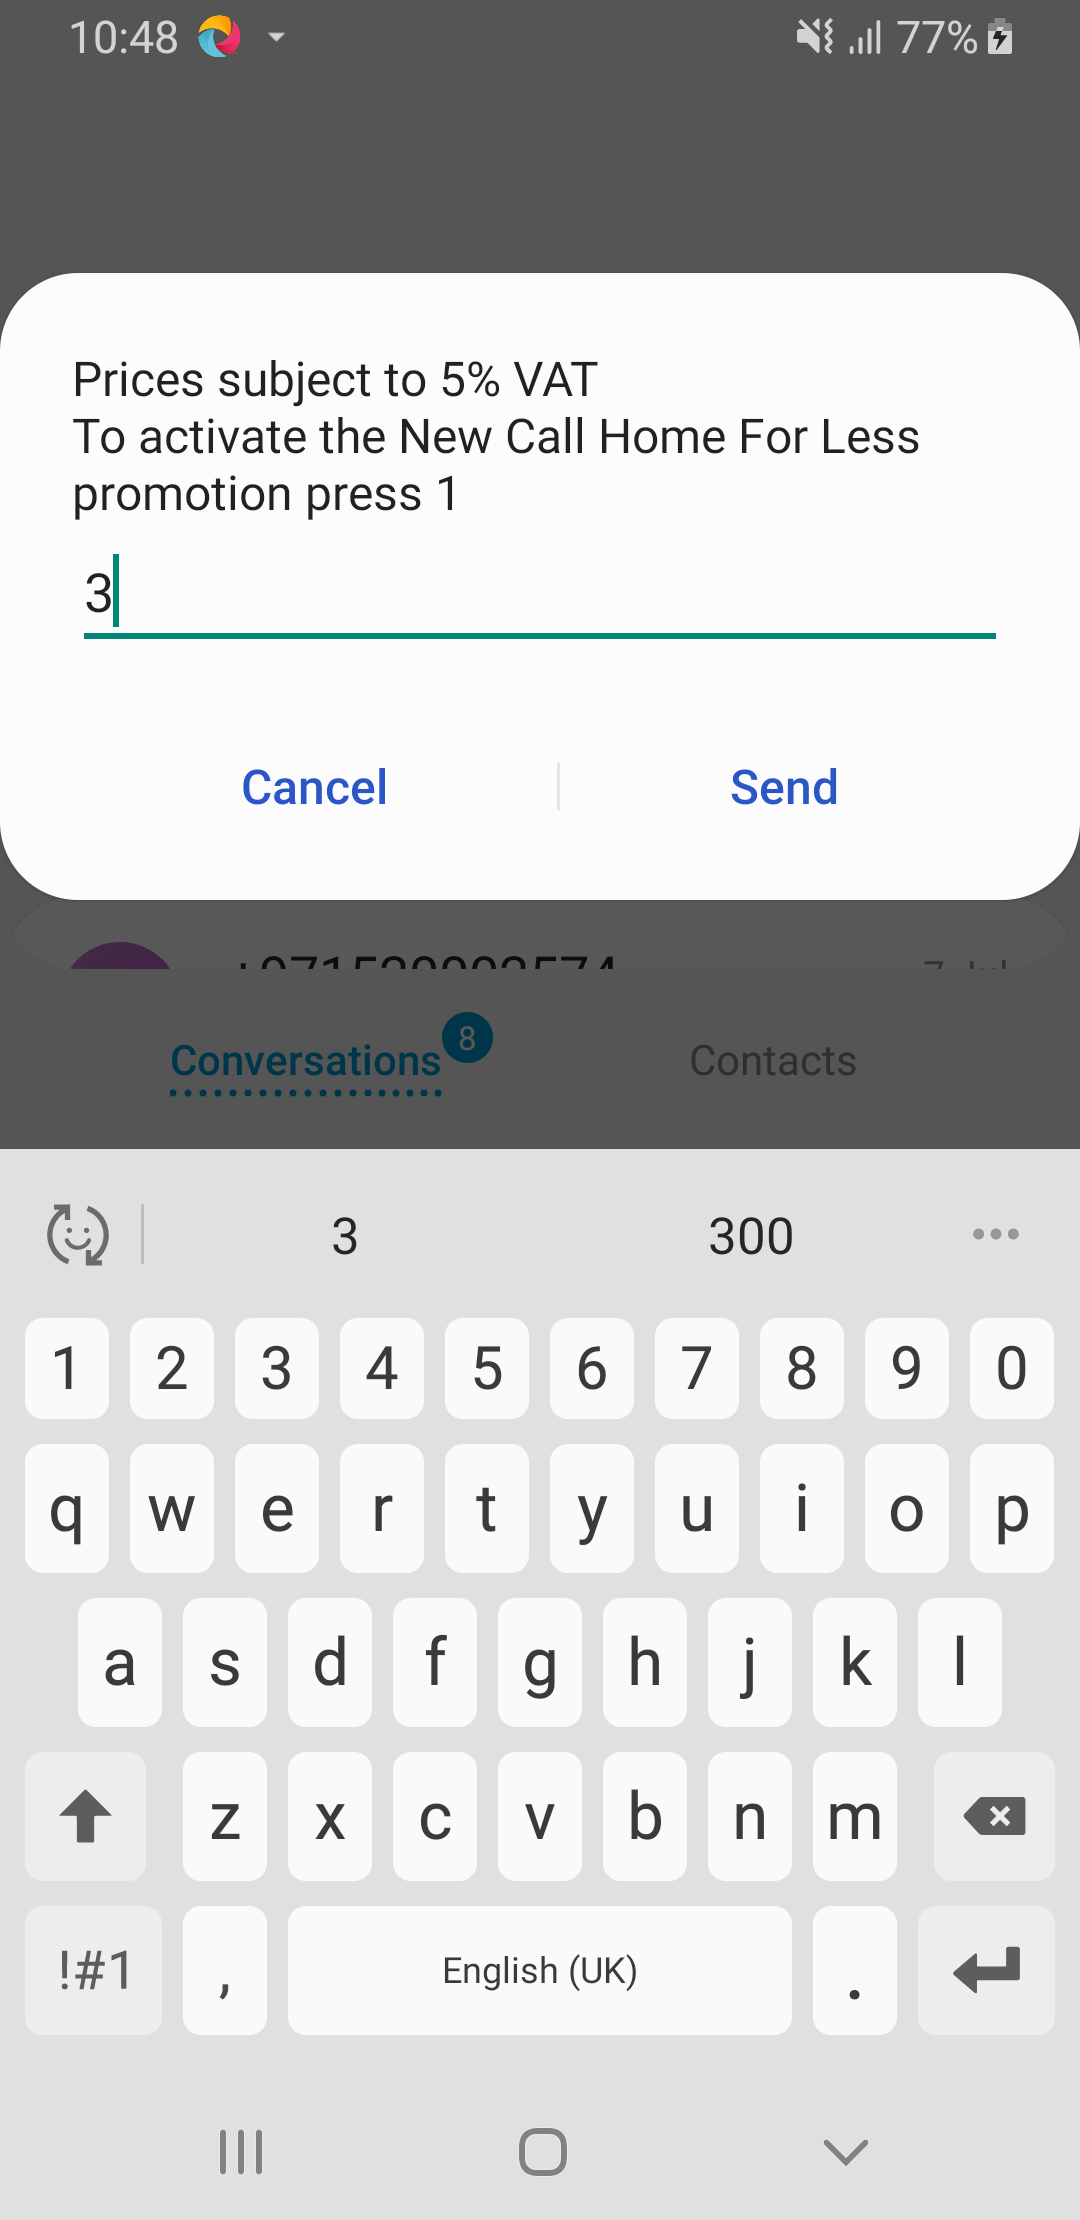 10:48 77%
Prices subject to 5% VAT
To activate the New Call Home For Less
promotion press 1
3
Cancel Send
Conversations 8 Contacts
3 300
1 2 3 4 5 6 7 8 9 0
q w e r t y u i o p
a s d f g h j k l
z x c v b n m
!#1 , English (UK) .